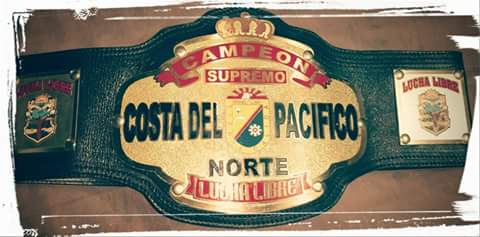 CAMPEON
SUPREMO
COSTA DEL PACIFICO
NORTE
LUCHA LIBRE
LUCHA LIBRE
LUCHA LIBRE